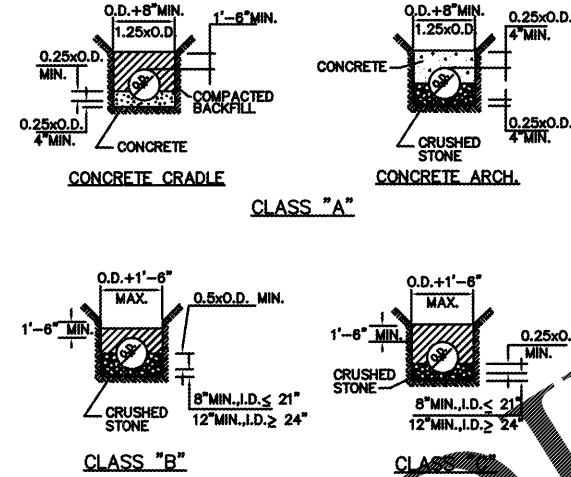 O.D.+8"MIN.
1.25xO.D
1'-6"MIN.
0.25xO.D.
MIN.
O.D.
COMPACTED
BACKFILL
0.25xO.D.
4"MIN.
CONCRETE
CONCRETE CRADLE
O.D.+8"MIN.
1.25xO.D.
0.25xO.D.
4"MIN.
CONCRETE
O.D.
0.25xO.D.
4"MIN.
CRUSHED
STONE
CONCRETE ARCH.
CLASS "A"
O.D.+1'-6"
MAX.
0.5xO.D. MIN.
1'-6" MIN.
O.D.
8"MIN.,I.D.≤ 21"
12"MIN.,I.D.≥ 24"
CRUSHED
STONE
CLASS "B"
O.D.+1'-6"
MAX.
1'-6" MIN.
O.D.
0.25xO.D.
MIN.
CRUSHED
STONE
8"MIN.,I.D.≤ 21"
12"MIN.,I.D.≥ 24"
CLASS "C"